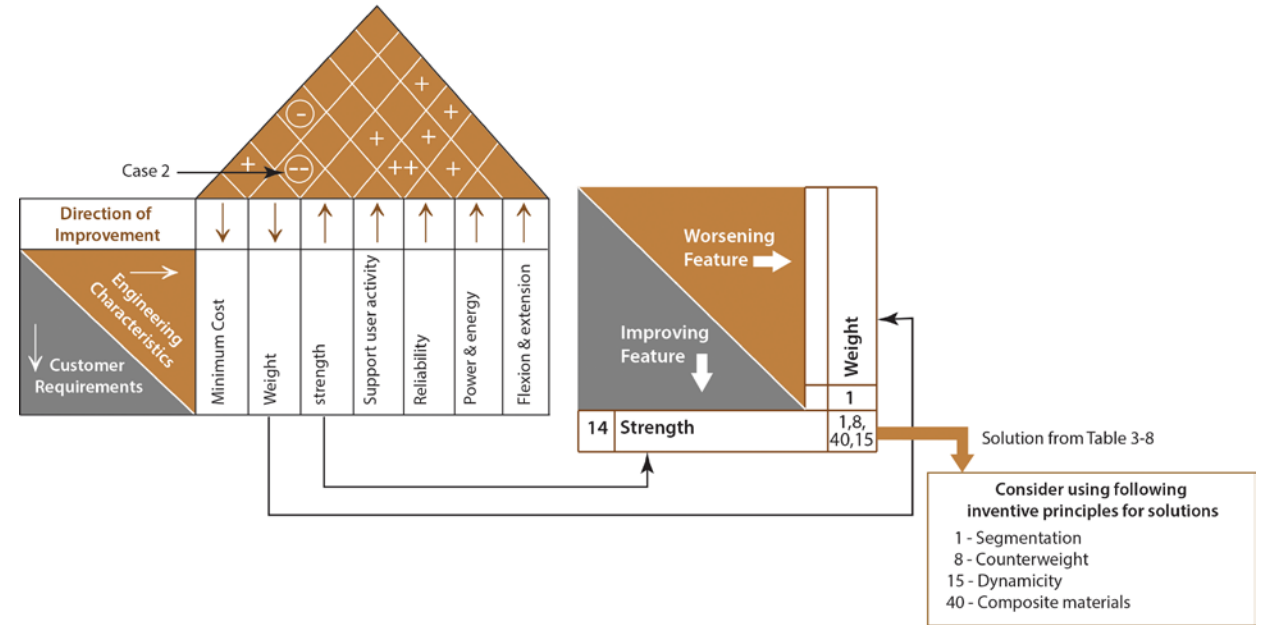 +
+
-
+
+
Case 2
+
--
++
+
Direction of
Improvement
Engineering
Characteristics
Customer
Requirements
Minimum Cost
Weight
strength
Support user activity
Reliability
Power & energy
Flexion & extension
Worsening
Feature
Improving
Feature
Weight
1
14
Strength
1,8,
40,15
Solution from Table 3-8
Consider using following
inventive principles for solutions
1 - Segmentation
8 - Counterweight
15 - Dynamicity
40 - Composite materials